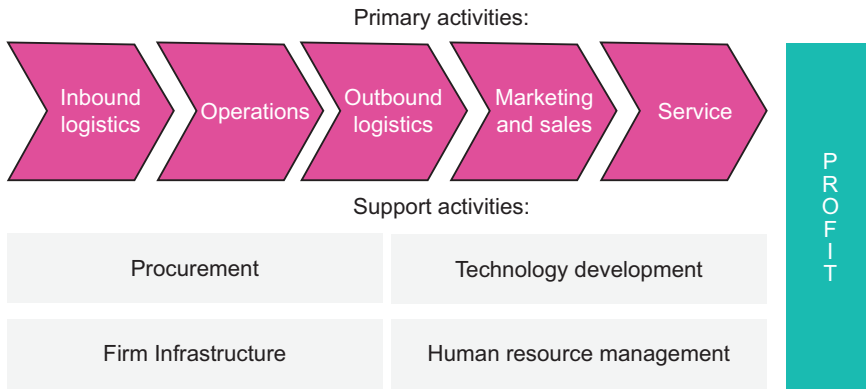 Primary activities:
Inbound
logistics
Operations
Outbound
logistics
Marketing
and sales
Service
Support activities:
Procurement
Technology development
Firm Infrastructure
Human resource management
PROFIT